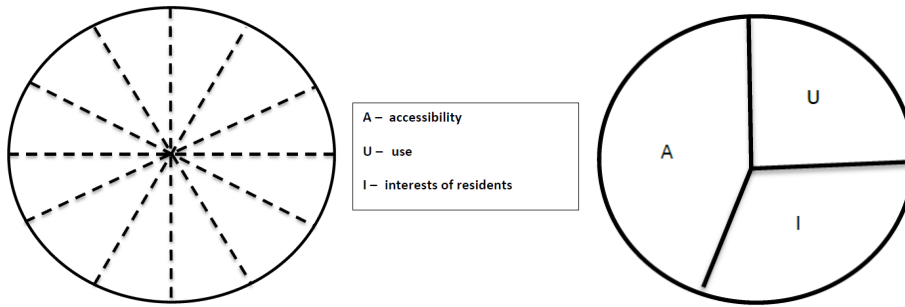 A – accessibility
U – use
I – interests of residents
A
U
I